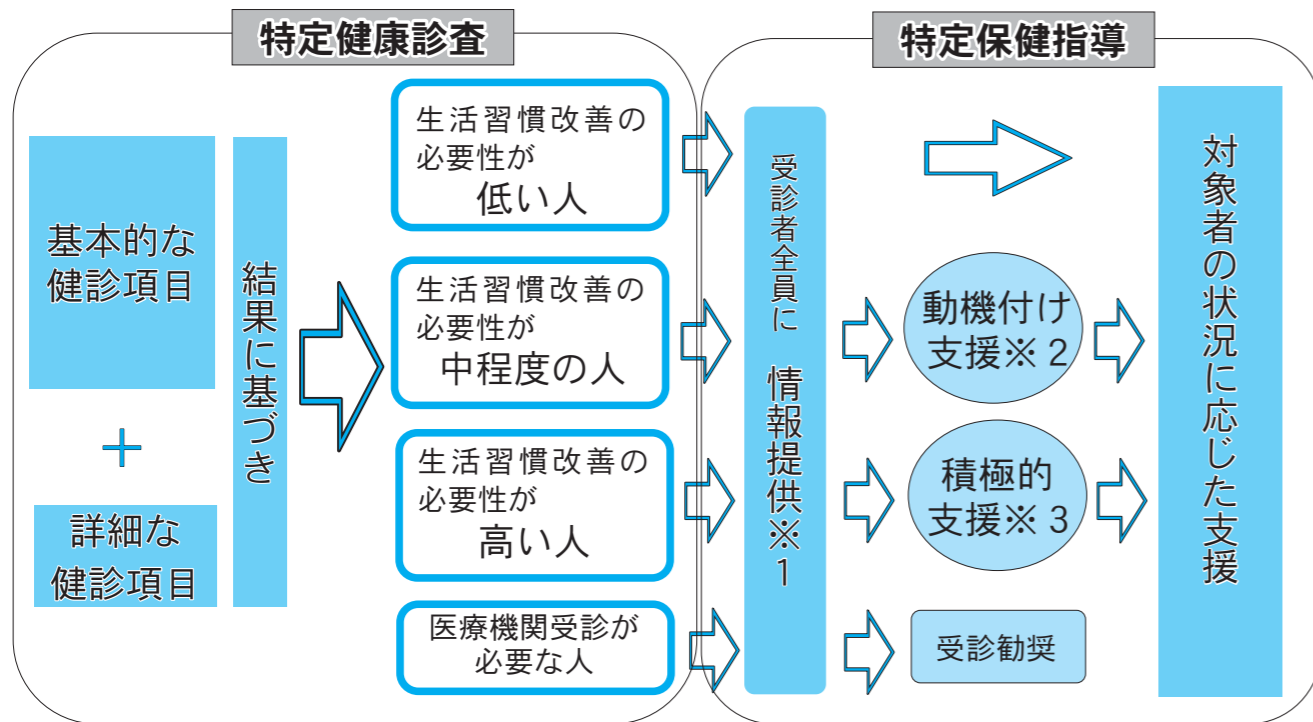 特定健康診査
基本的な
健診項目
＋
詳細な
健診項目
結果に基づき
生活習慣改善の
必要性が
低い人
生活習慣改善の
必要性が
中程度の人
生活習慣改善の
必要性が
高い人
医療機関受診が
必要な人
特定保健指導
受診者全員に　情報提供※1
動機付け
支援※2
積極的
支援※3
受診勧奨
対象者の状況に応じた支援